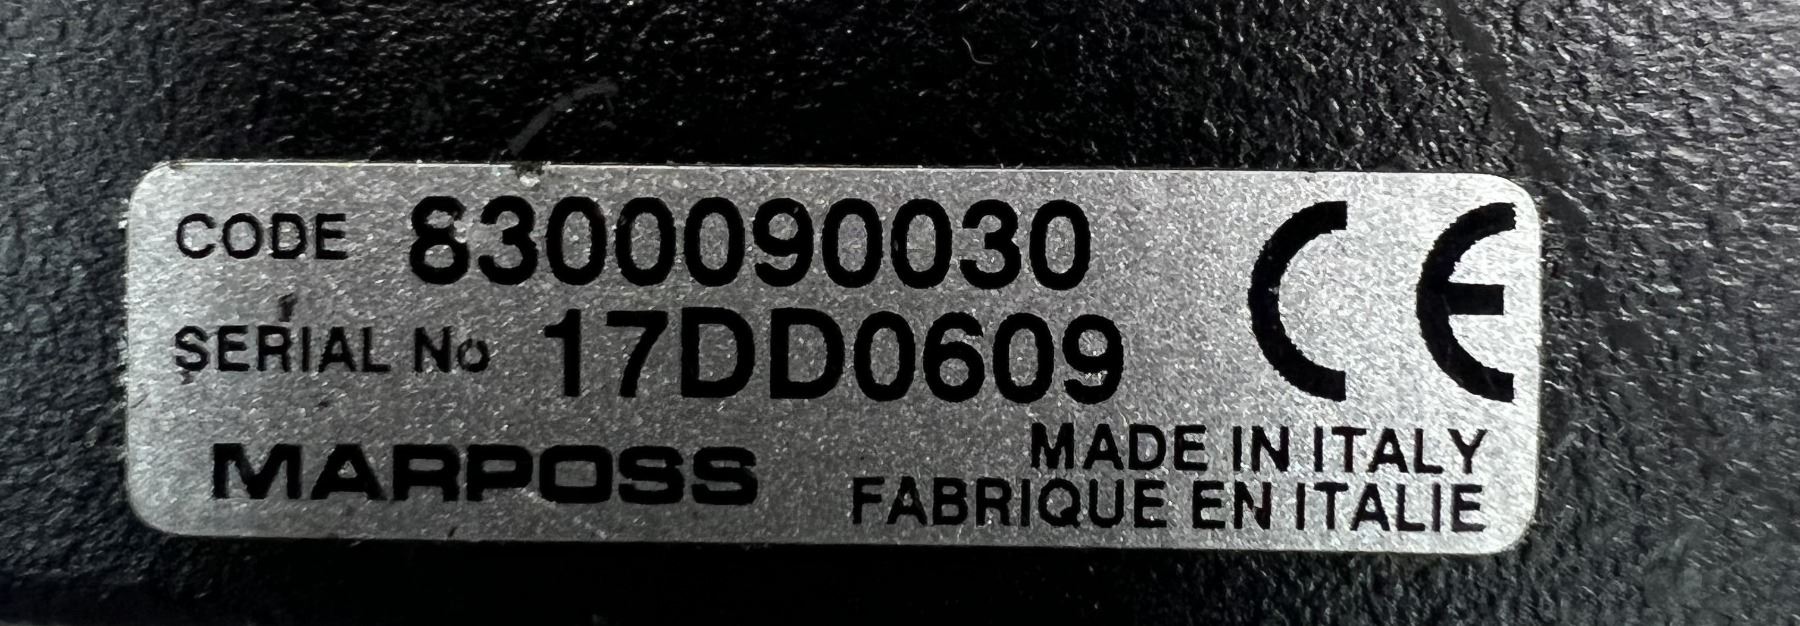 CODE 8300090030
SERIAL No 17DD0609
CE
MARPOSS
MADE IN ITALY
FABRIQUE EN ITALIE